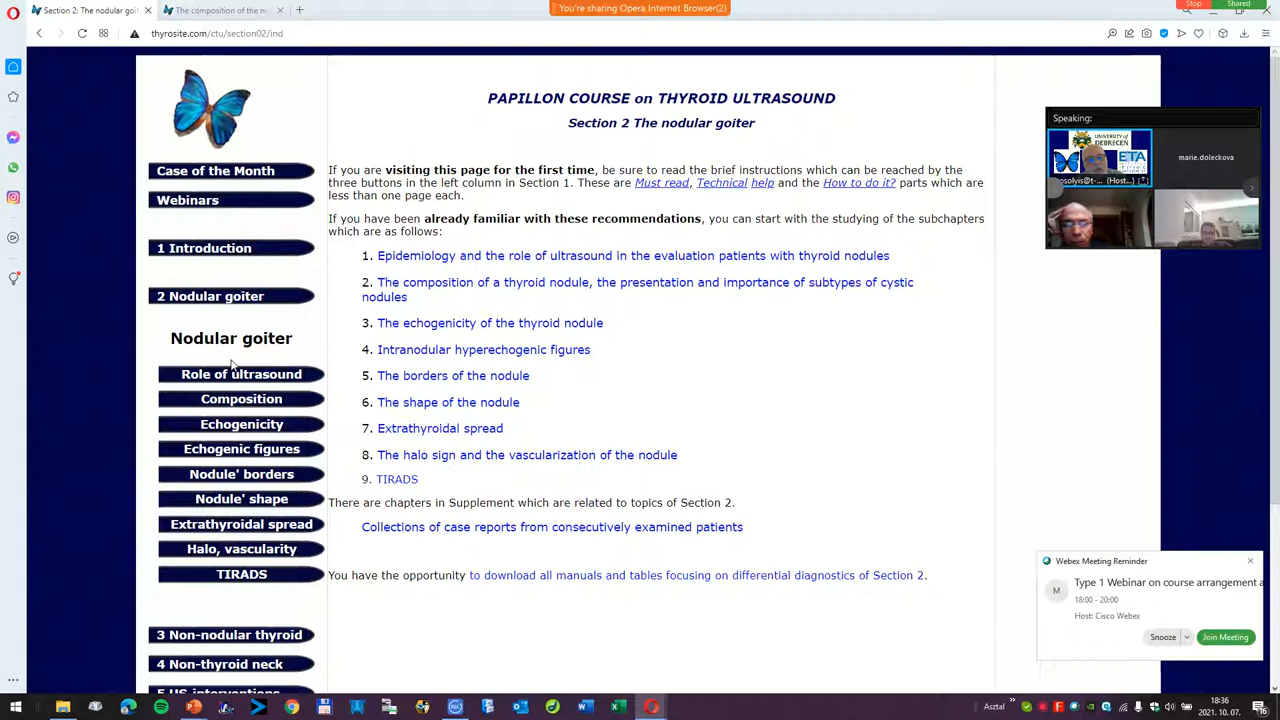 Section 2: The nodular goit
The composition of the no
You're sharing Opera Internet Browser(2)
Stop
Shared
thyrosite.com/ctu/section02/ind
PAPILLON COURSE on THYROID ULTRASOUND
Section 2 The nodular goiter
Case of the Month
Webinars
1 Introduction
2 Nodular goiter
Nodular goiter
Role of ultrasound
Composition
Echogenicity
Echogenic figures
Nodule' borders
Nodule' shape
Extrathyroidal spread
Halo, vascularity
TIRADS
3 Non-nodular thyroid
4 Non-thyroid neck
5 US interventions
If you are visiting this page for the first time, be sure to read the brief instructions which can be reached by the
three buttons in the left column in Section 1. These are Must read, Technical help and the How to do it? parts which are
less than one page each.
If you have been already familiar with these recommendations, you can start with the studying of the subchapters
which are as follows:
1. Epidemiology and the role of ultrasound in the evaluation patients with thyroid nodules
2. The composition of a thyroid nodule, the presentation and importance of subtypes of cystic
nodules
3. The echogenicity of the thyroid nodule
4. Intranodular hyperechogenic figures
5. The borders of the nodule
6. The shape of the nodule
7. Extrathyroidal spread
8. The halo sign and the vascularization of the nodule
9. TIRADS
There are chapters in Supplement which are related to topics of Section 2.
Collections of case reports from consecutively examined patients
You have the opportunity to download all manuals and tables focusing on differential diagnostics of Section 2.
Speaking:
UNIVERSITY of
DEBRECEN
ETA
(Host...
marie.doleckova
Webex Meeting Reminder
M
Type 1 Webinar on course arrangement a
18:00 - 20:00
Host: Cisco Webex
Snooze
Join Meeting
Asztal
18:36
2021. 10. 07.